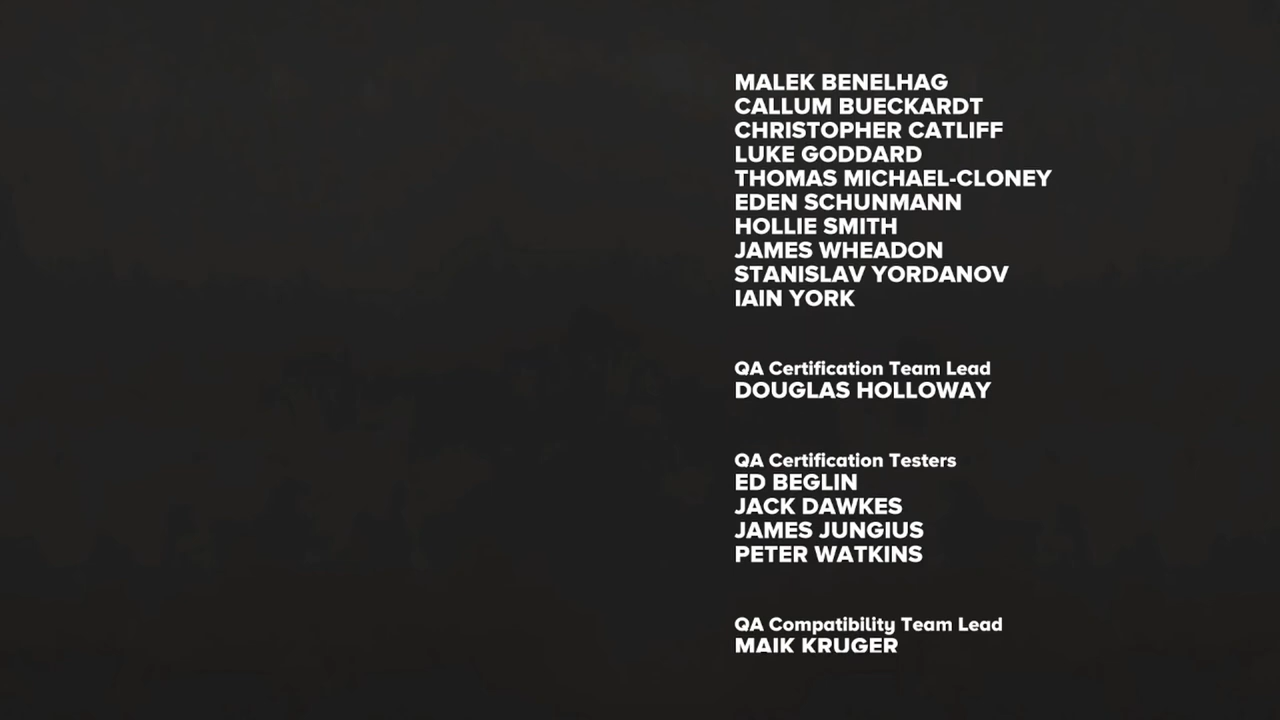 MALEK BENELHAG
CALLUM BUECKARDT
CHRISTOPHER CATLIFF
LUKE GODDARD
THOMAS MICHAEL-CLONEY
EDEN SCHUNMANN
HOLLIE SMITH
JAMES WHEADON
STANISLAV YORDANOV
IAIN YORK
QA Certification Team Lead
DOUGLAS HOLLOWAY
QA Certification Testers
ED BEGLIN
JACK DAWKES
JAMES JUNGIUS
PETER WATKINS
QA Compatibility Team Lead
MAIK KRUGER